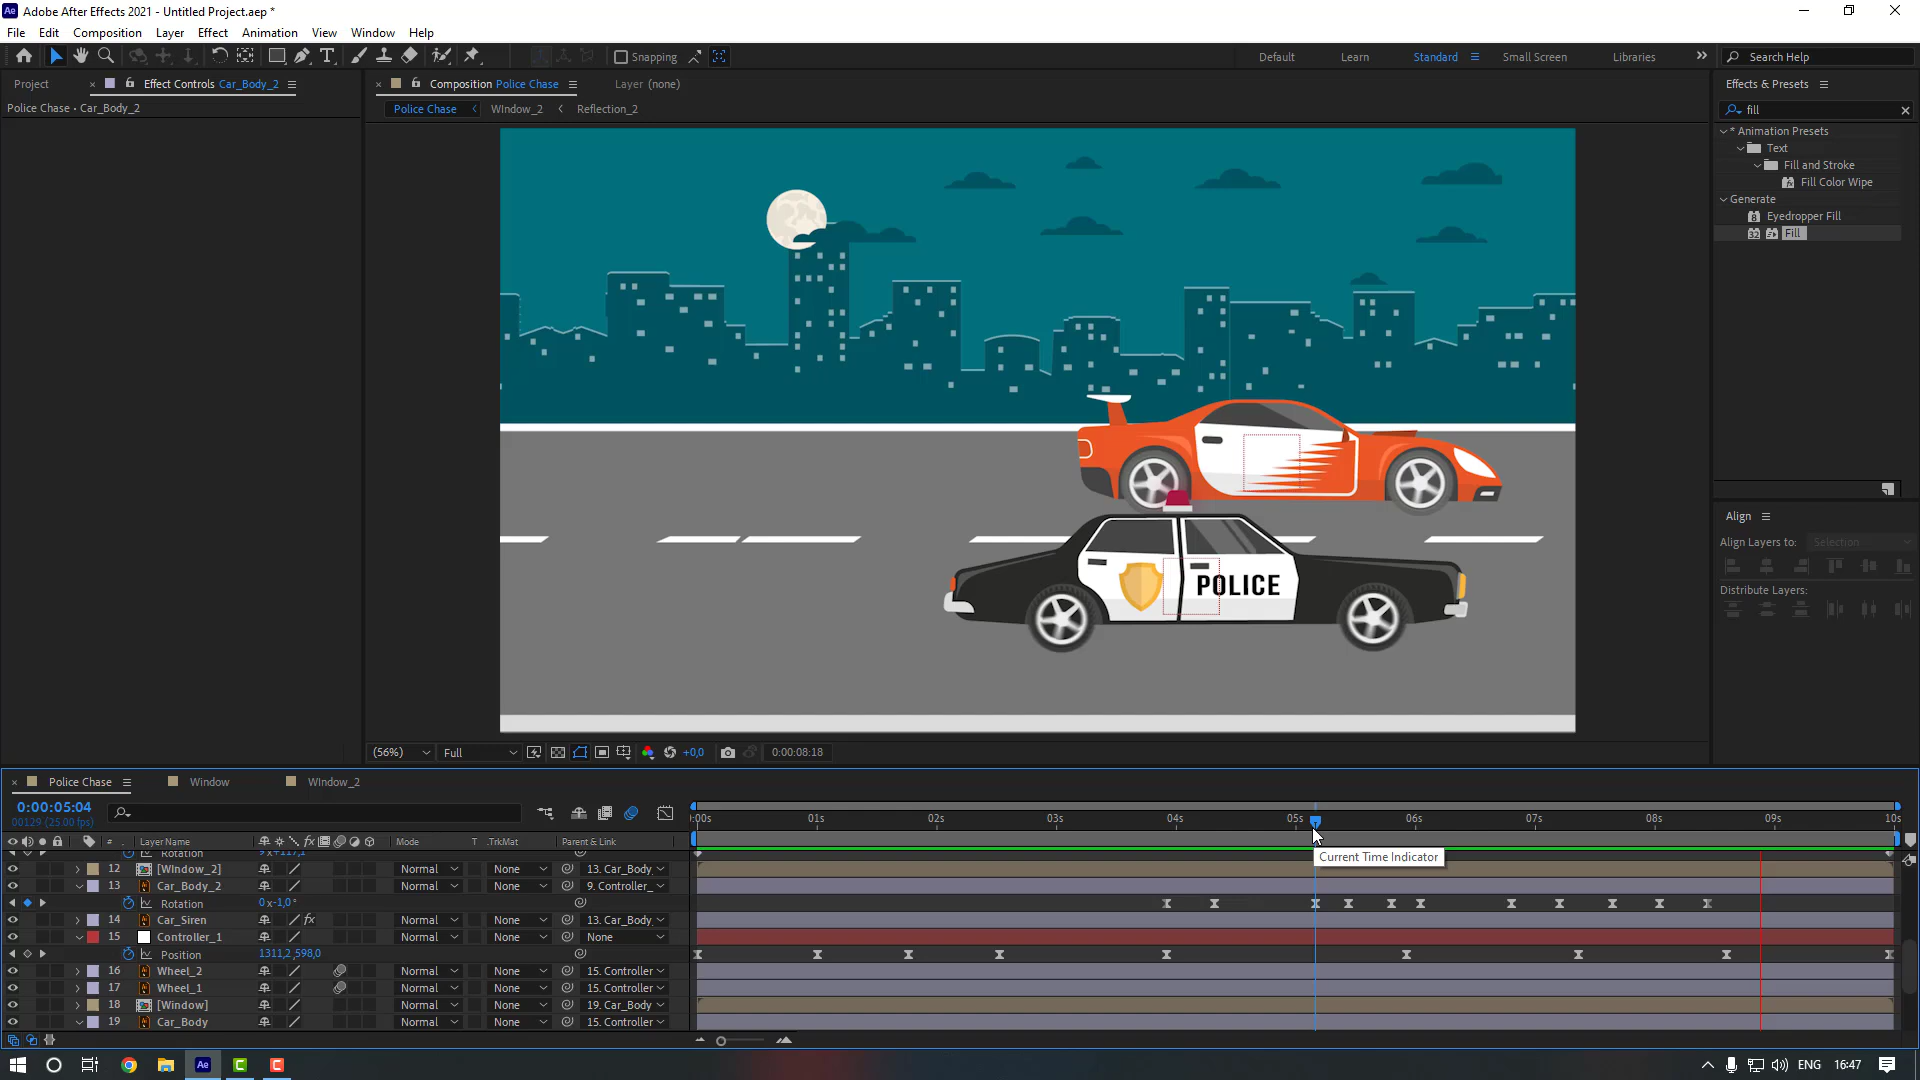 Adobe After Effects 2021 - Untitled Project.aep *
File Edit Composition Layer Effect Animation View Window Help
Snapping
Default Learn Standard Small Screen Libraries
Search Help
Project
Effect Controls Car_Body_2
Composition Police Chase
Layer (none)
Effects & Presets
Police Chase • Car_Body_2
Police Chase Window_2 Reflection_2
fill
* Animation Presets
Text
Fill and Stroke
Fill Color Wipe
Generate
Eyedropper Fill
Fill
POLICE
Align
Align Layers to: Selection
Distribute Layers:
(56%) Full +0,0 0:00:08:18
Police Chase Window WIndow_2
0:00:05:04
00129 (25.00 fps)
:00s 01s 02s 03s 04s 05s 06s 07s 08s 09s 10s
# Layer Name Mode T .TrkMat Parent & Link
Current Time Indicator
Rotation 9x+117,1
12 [WIndow_2] Normal None 13. Car_Body_
13 Car_Body_2 Normal None 9. Controller_
Rotation 0x-1,0°
14 Car_Siren Normal None 13. Car_Body_
15 Controller_1 Normal None None
Position 1311,2,598,0
16 Wheel_2 Normal None 15. Controller
17 Wheel_1 Normal None 15. Controller
18 [Window] Normal None 19. Car_Body
19 Car_Body Normal None 15. Controller
ENG 16:47